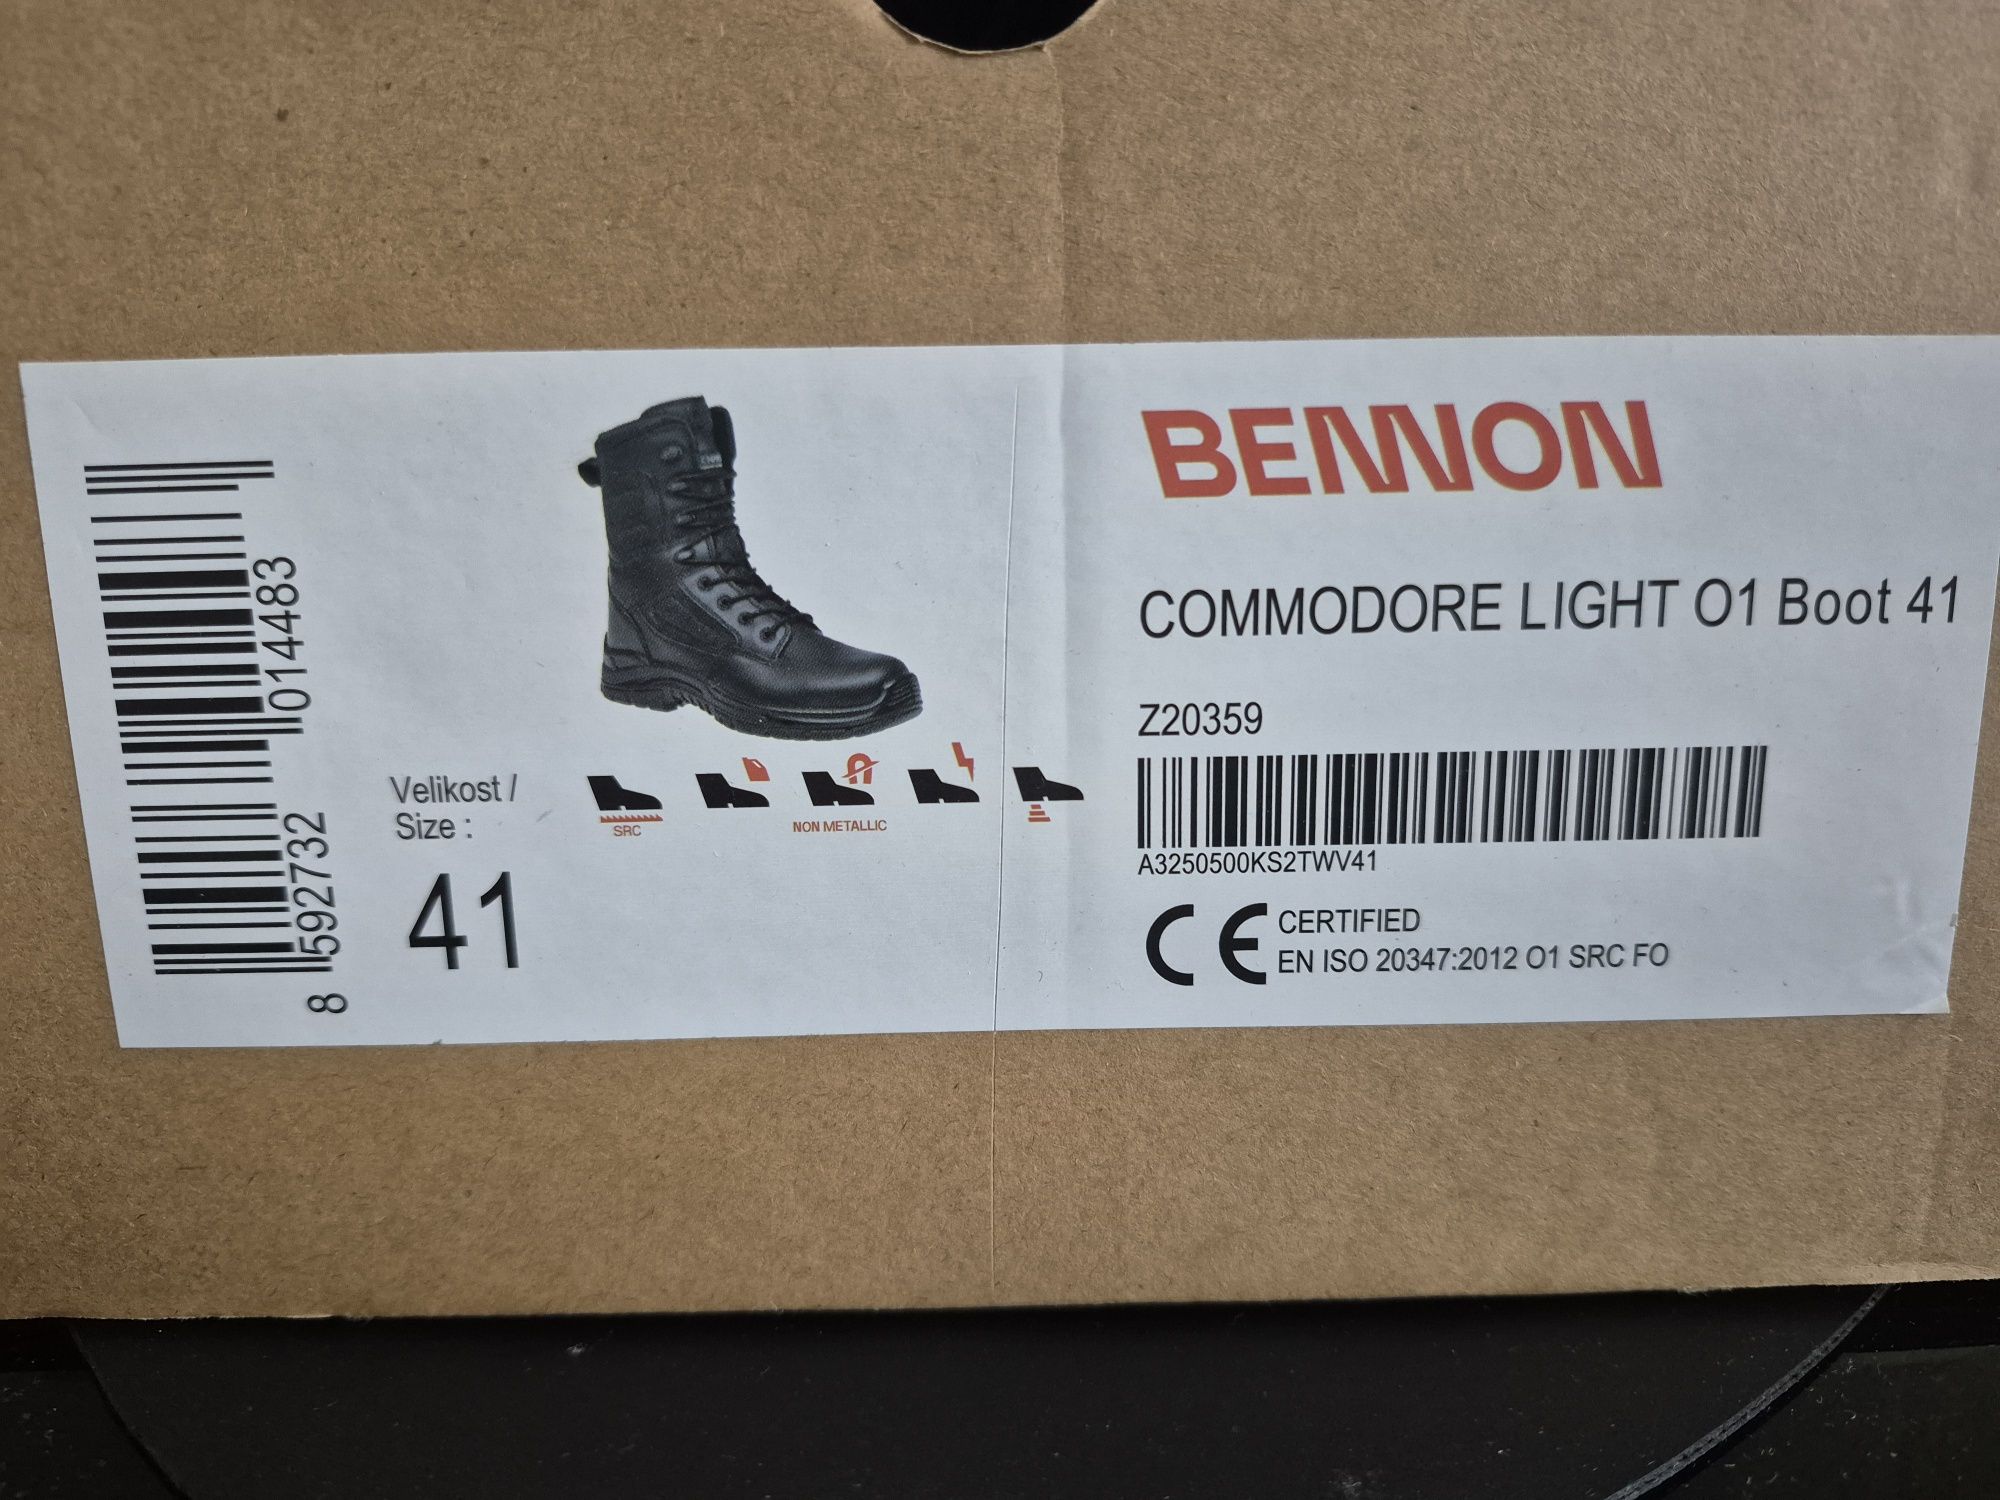 BENNON
COMMODORE LIGHT O1 Boot 41
Z20359
A3250500KS2TWV41
CE CERTIFIED
EN ISO 20347:2012 O1 SRC FO
Velikost /
Size :
41
SRC
NON METALLIC
8 592732 014483